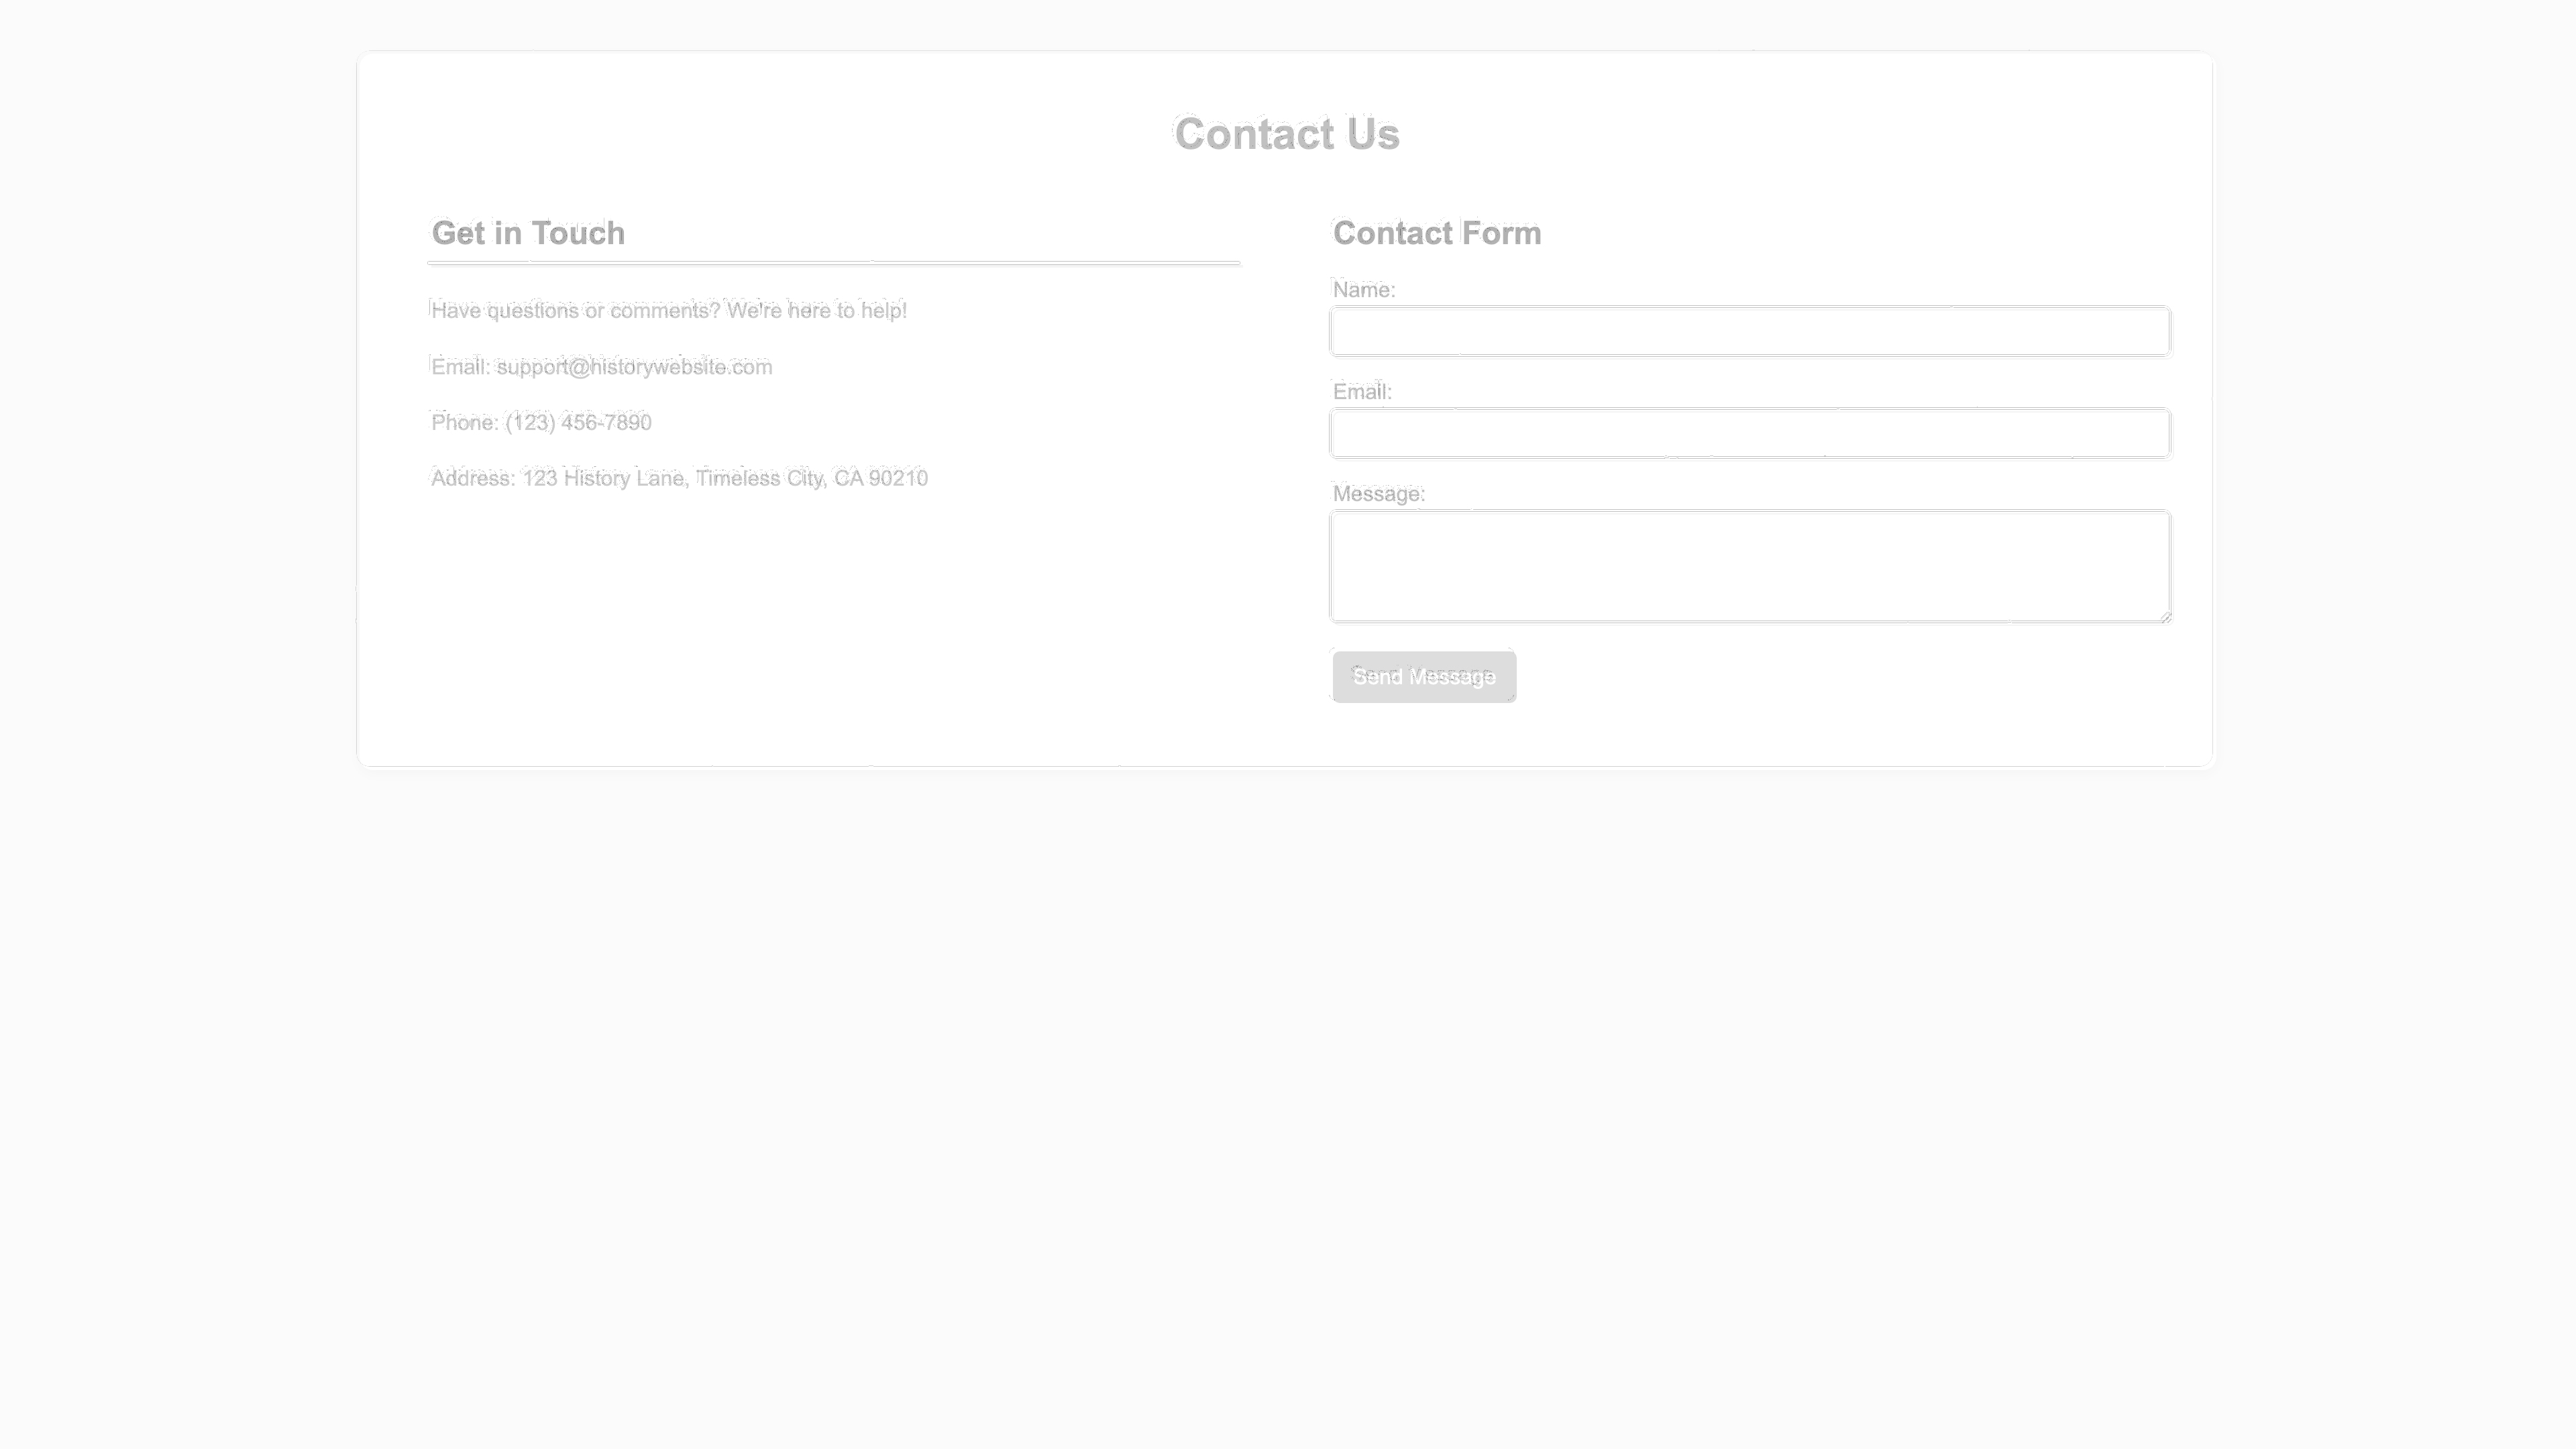 Contact Us
Get in Touch
Have questions or comments? We're here to help!
Email: support@historywebsite.com
Phone: (123) 456-7890
Address: 123 History Lane, Timeless City, CA 90210
Contact Form
Name:
Email:
Message:
Send Message